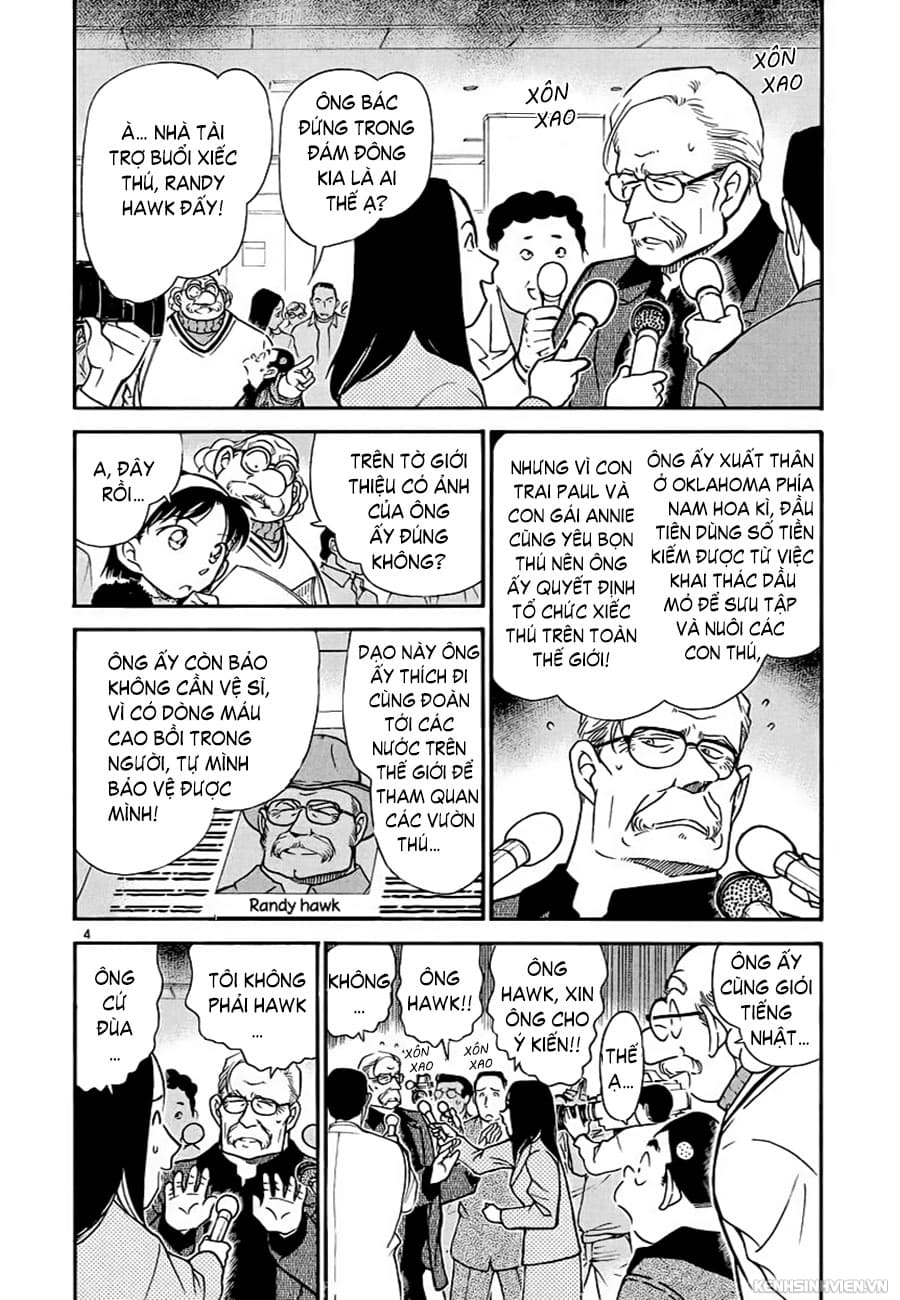 XÔN
XAO
XÔN
XAO
ÔNG BÁC
ĐỨNG TRONG
ĐÁM ĐÔNG
KIA LÀ AI
THẾ Ạ?
À... NHÀ TÀI
TRỢ BUỔI XIẾC
THÚ, RANDY
HAWK ĐẤY!
ÔNG ẤY XUẤT THÂN
Ở OKLAHOMA PHÍA
NAM HOA KÌ, ĐẦU
TIÊN DÙNG SỐ TIỀN
KIẾM ĐƯỢC TỪ VIỆC
KHAI THÁC DẦU
MỎ ĐỂ SƯU TẬP
VÀ NUÔI CÁC
CON THÚ,
NHƯNG VÌ CON
TRAI PAUL VÀ
CON GÁI ANNIE
CŨNG YÊU BỌN
THÚ NÊN ÔNG
ẤY QUYẾT ĐỊNH
TỔ CHỨC XIẾC
THÚ TRÊN TOÀN
THẾ GIỚI!
TRÊN TỜ GIỚI
THIỆU CÓ ẢNH
CỦA ÔNG
ẤY ĐÚNG
KHÔNG?
A, ĐÂY
RỒI...
DẠO NÀY ÔNG
ẤY THÍCH ĐI
CÙNG ĐOÀN
TỚI CÁC
NƯỚC TRÊN
THẾ GIỚI ĐỂ
THAM QUAN
CÁC VƯỜN
THÚ...
ÔNG ẤY CÒN BẢO
KHÔNG CẦN VỆ SĨ,
VÌ CÓ DÒNG MÁU
CAO BỒI TRONG
NGƯỜI, TỰ MÌNH
BẢO VỆ ĐƯỢC
MÌNH!
Randy hawk
4
ÔNG ẤY
CŨNG GIỎI
TIẾNG
NHẬT...
THẾ
Ạ...
ÔNG
HAWK, XIN
ÔNG CHO
Ý KIẾN!!
ÔNG
HAWK!!
KHÔNG
...
XÔN
XAO
XÔN
XAO
TÔI KHÔNG
PHẢI HAWK
...
ÔNG
CỨ
ĐÙA
...
KENHSINHVIEN.VN